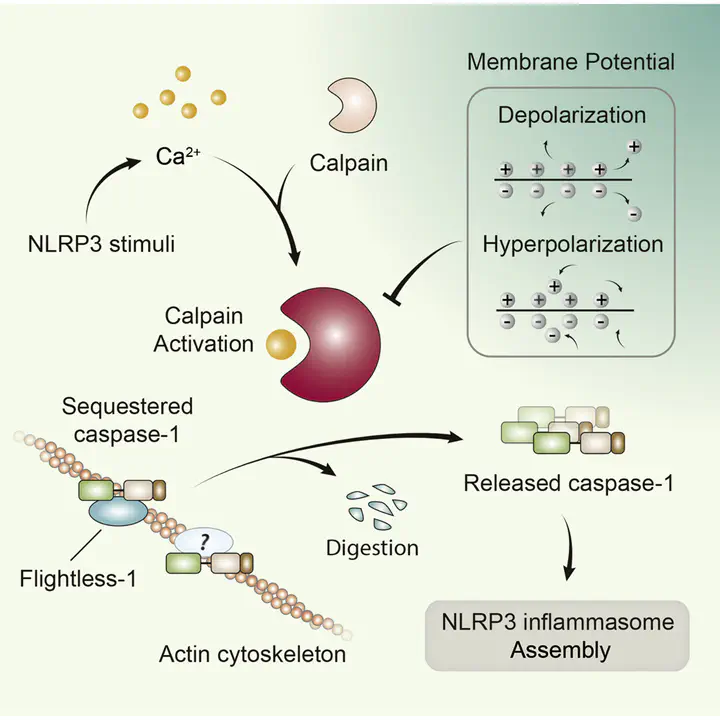 Membrane Potential
Depolarization
+ + + + +
- - - - -
Hyperpolarization
+
+ + + +
- - - -
-
Ca²⁺
Calpain
NLRP3 stimuli
Calpain
Activation
Sequestered
caspase-1
?
Flightless-1
Actin cytoskeleton
Digestion
Released caspase-1
NLRP3 inflammasome
Assembly